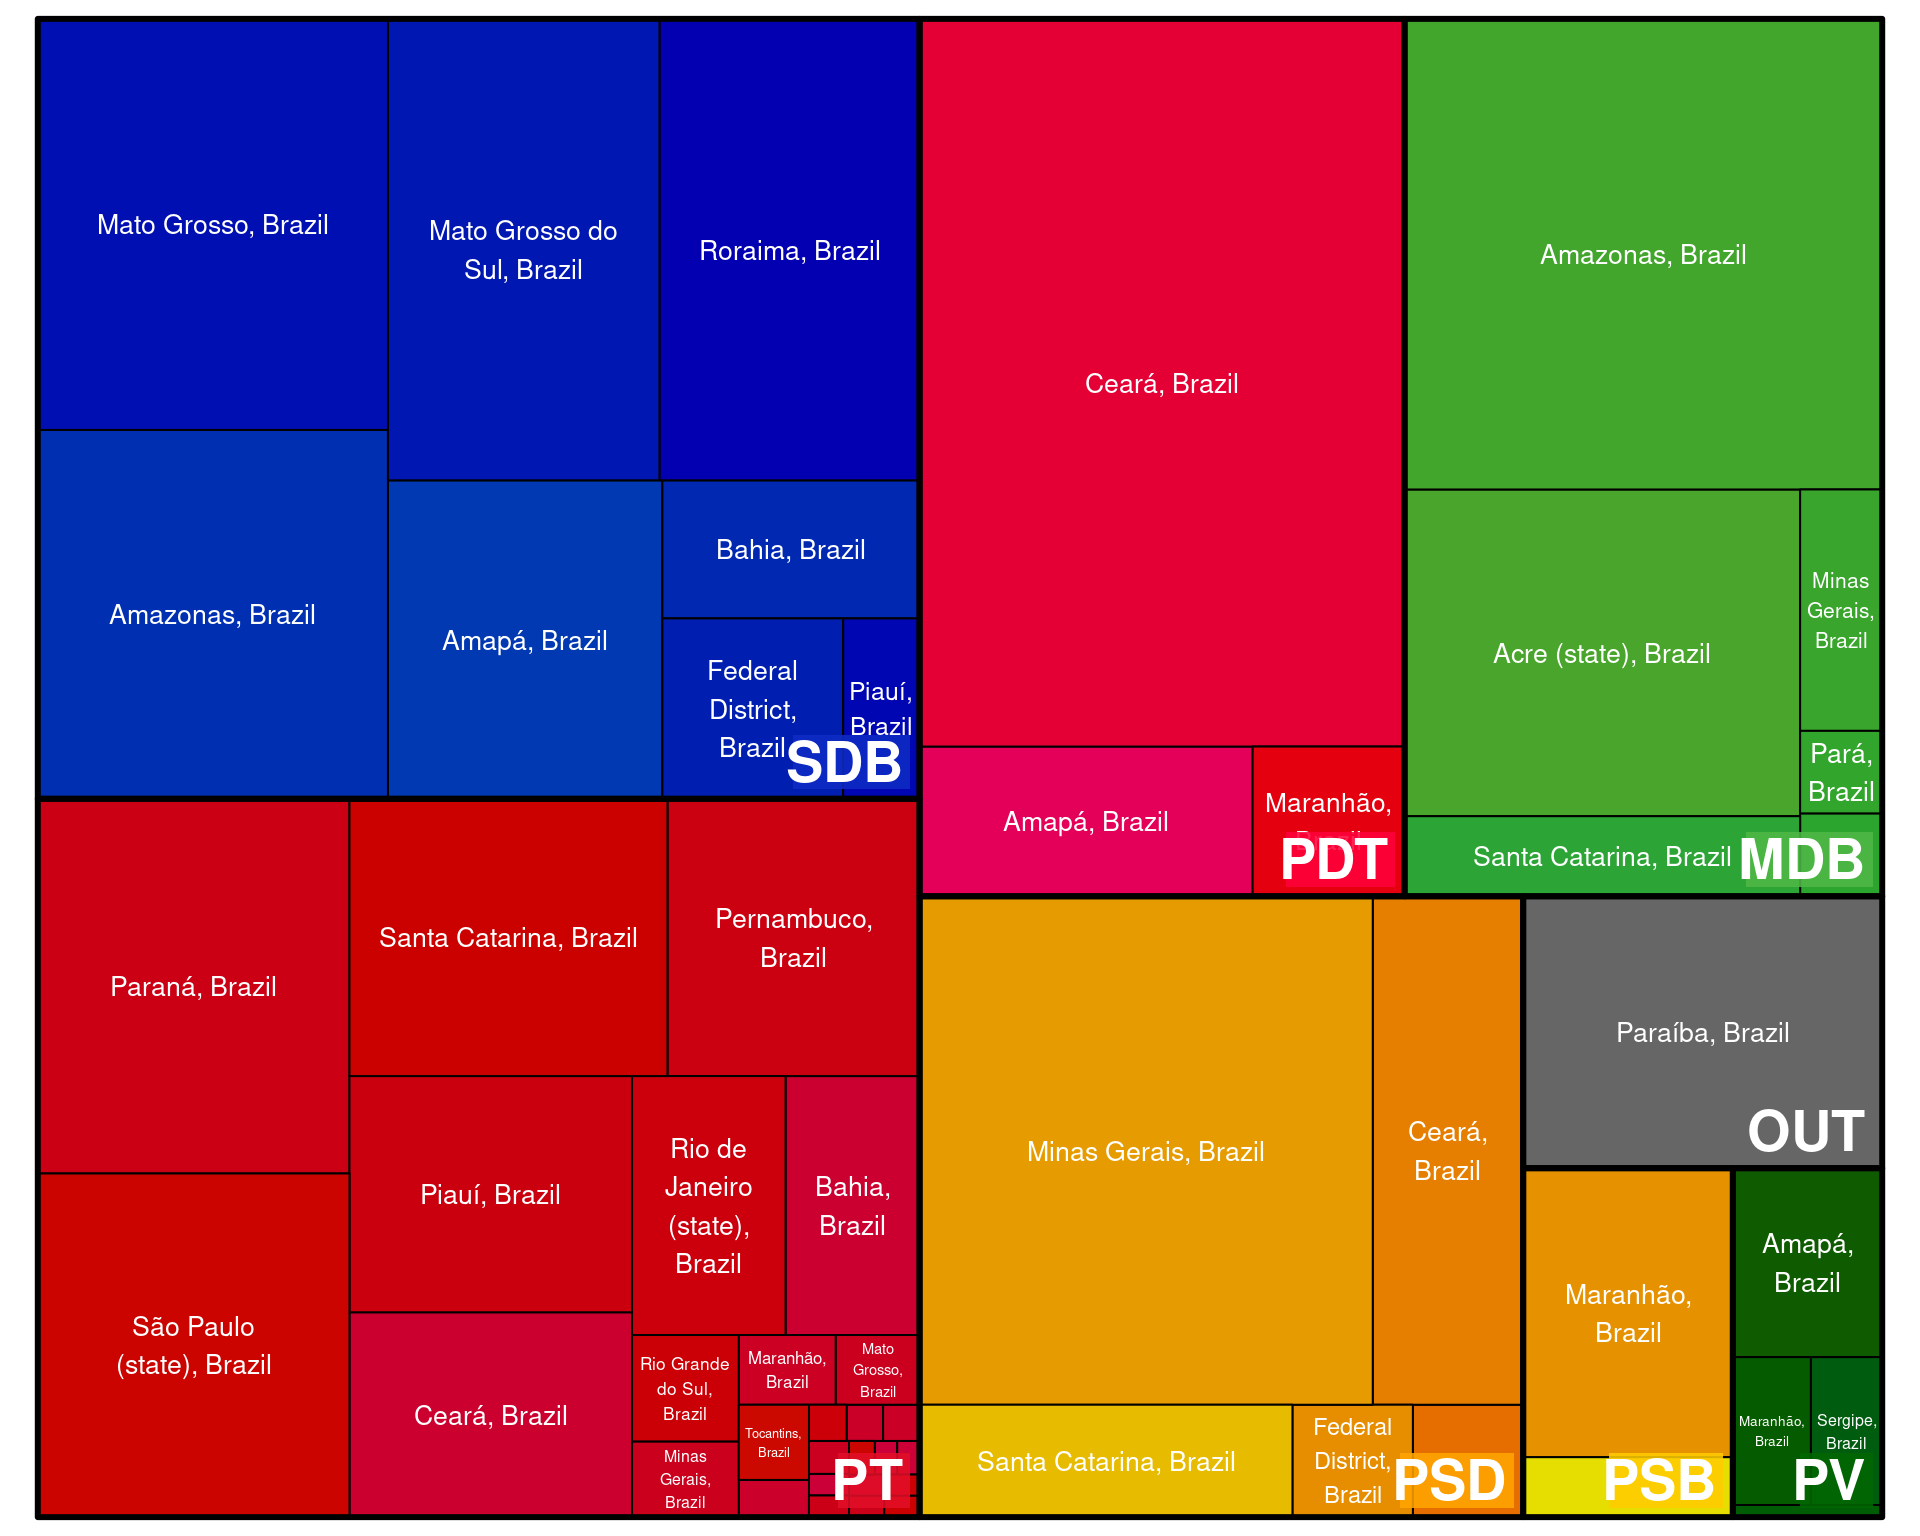 Mato Grosso, Brazil
Mato Grosso do
Sul, Brazil
Roraima, Brazil
Amazonas, Brazil
Amapá, Brazil
Bahia, Brazil
Federal
District,
Brazil
Piauí,
Brazil
SDB
Ceará, Brazil
Amapá, Brazil
Maranhão,
Brazil
PDT
Amazonas, Brazil
Acre (state), Brazil
Minas
Gerais,
Brazil
Pará,
Brazil
Santa Catarina, Brazil
MDB
Paraná, Brazil
Santa Catarina, Brazil
Pernambuco,
Brazil
São Paulo
(state), Brazil
Piauí, Brazil
Rio de
Janeiro
(state),
Brazil
Bahia,
Brazil
Ceará, Brazil
Rio Grande
do Sul,
Brazil
Maranhão,
Brazil
Mato
Grosso,
Brazil
Minas
Gerais,
Brazil
Tocantins,
Brazil
PT
Minas Gerais, Brazil
Ceará,
Brazil
Santa Catarina, Brazil
Federal
District,
Brazil
PSD
Paraíba, Brazil
OUT
Maranhão,
Brazil
PSB
Amapá,
Brazil
Maranhão,
Brazil
Sergipe,
Brazil
PV